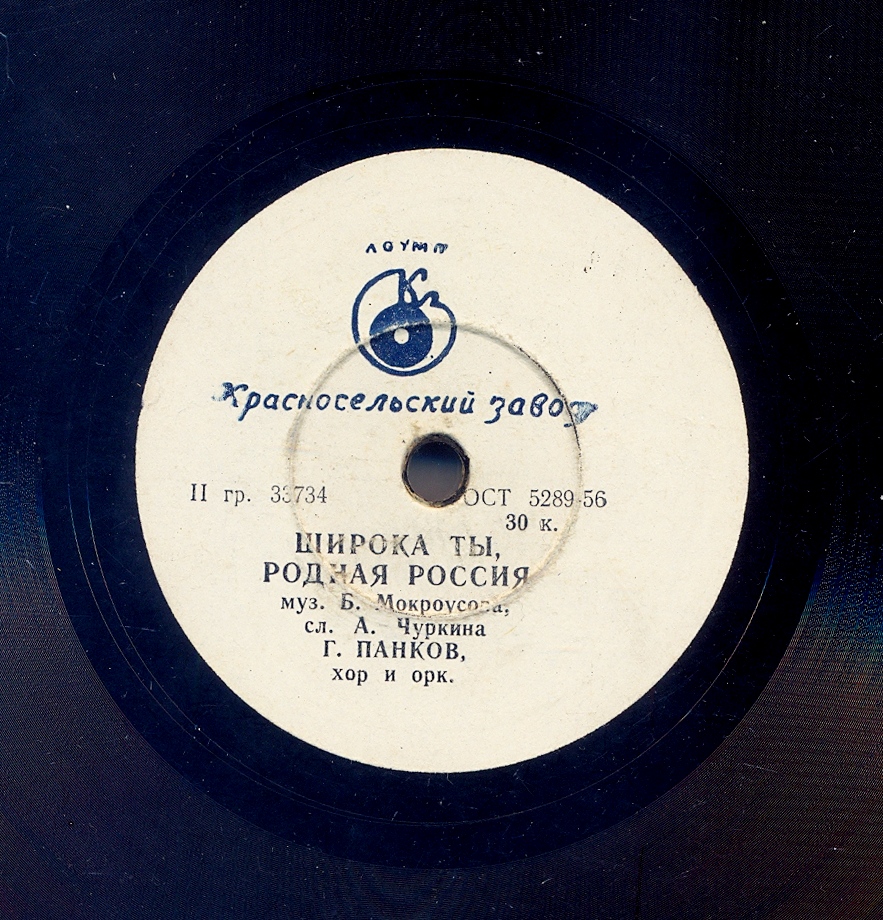 ЛОУМП
Красносельский завод
II гр. 33734 ГОСТ 5289-56
30 к.
ШИРОКА ТЫ,
РОДНАЯ РОССИЯ
муз. Б. Мокроусова,
сл. А. Чуркина
Г. ПАНКОВ,
хор и орк.